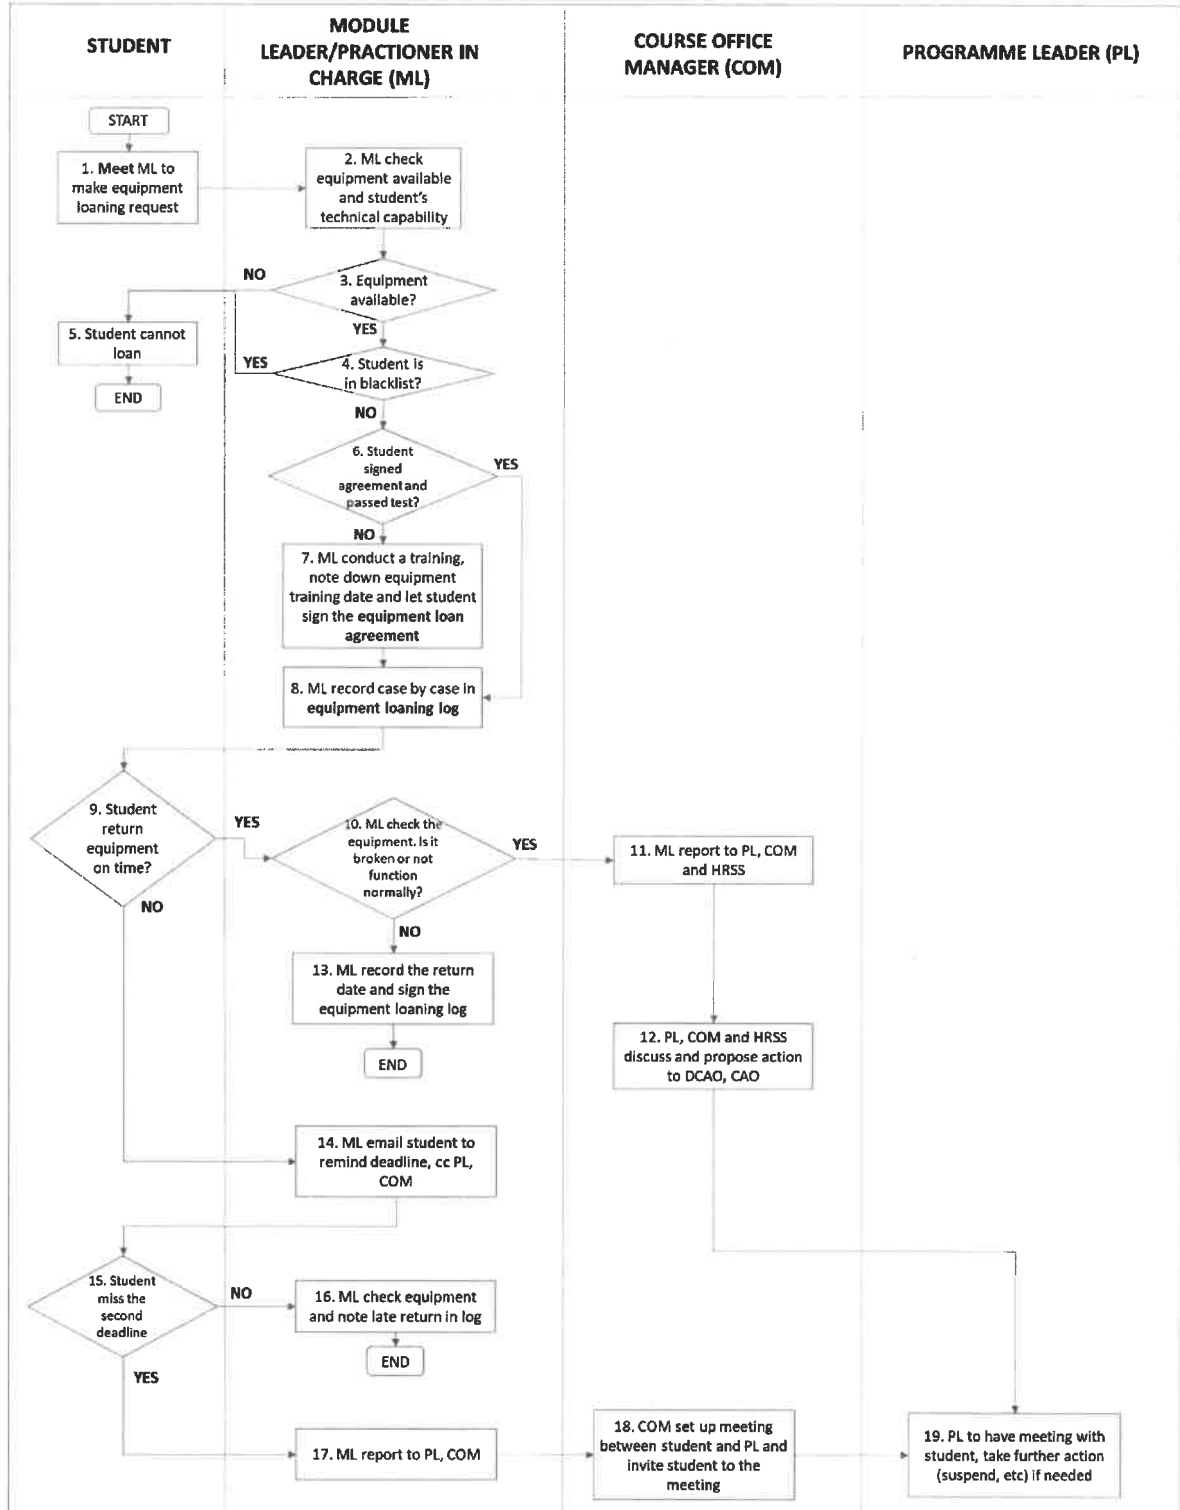 STUDENT
MODULE
LEADER/PRACTIONER IN
CHARGE (ML)
COURSE OFFICE
MANAGER (COM)
PROGRAMME LEADER (PL)
START
1. Meet ML to
make equipment
loaning request
2. ML check
equipment available
and student's
technical capability
NO
3. Equipment
available?
YES
5. Student cannot
loan
YES
4. Student is
in blacklist?
END
NO
6. Student
signed
agreement and
passed test?
YES
NO
7. ML conduct a training,
note down equipment
training date and let student
sign the equipment loan
agreement
8. ML record case by case in
equipment loaning log
9. Student
return
equipment
on time?
YES
10. ML check the
equipment. Is it
broken or not
function
normally?
YES
11. ML report to PL, COM
and HRSS
NO
NO
13. ML record the return
date and sign the
equipment loaning log
END
12. PL, COM and HRSS
discuss and propose action
to DCAO, CAO
14. ML email student to
remind deadline, cc PL,
COM
15. Student
miss the
second
deadline
NO
16. ML check equipment
and note late return in log
END
YES
17. ML report to PL, COM
18. COM set up meeting
between student and PL and
invite student to the
meeting
19. PL to have meeting with
student, take further action
(suspend, etc) if needed